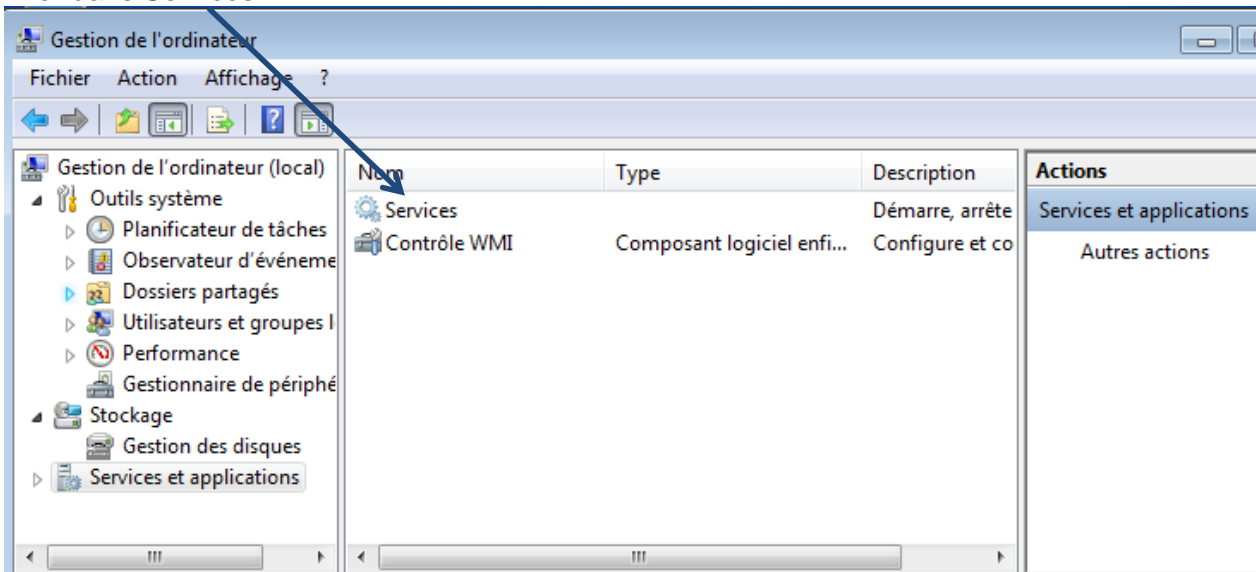 Gestion de l'ordinateur
Fichier Action Affichage ?
Gestion de l'ordinateur (local)
Outils système
Planificateur de tâches
Observateur d'événeme
Dossiers partagés
Utilisateurs et groupes l
Performance
Gestionnaire de périphé
Stockage
Gestion des disques
Services et applications
Nom Type Description
Services Démarre, arrête
Contrôle WMI Composant logiciel enfi... Configure et co
Actions
Services et applications
Autres actions